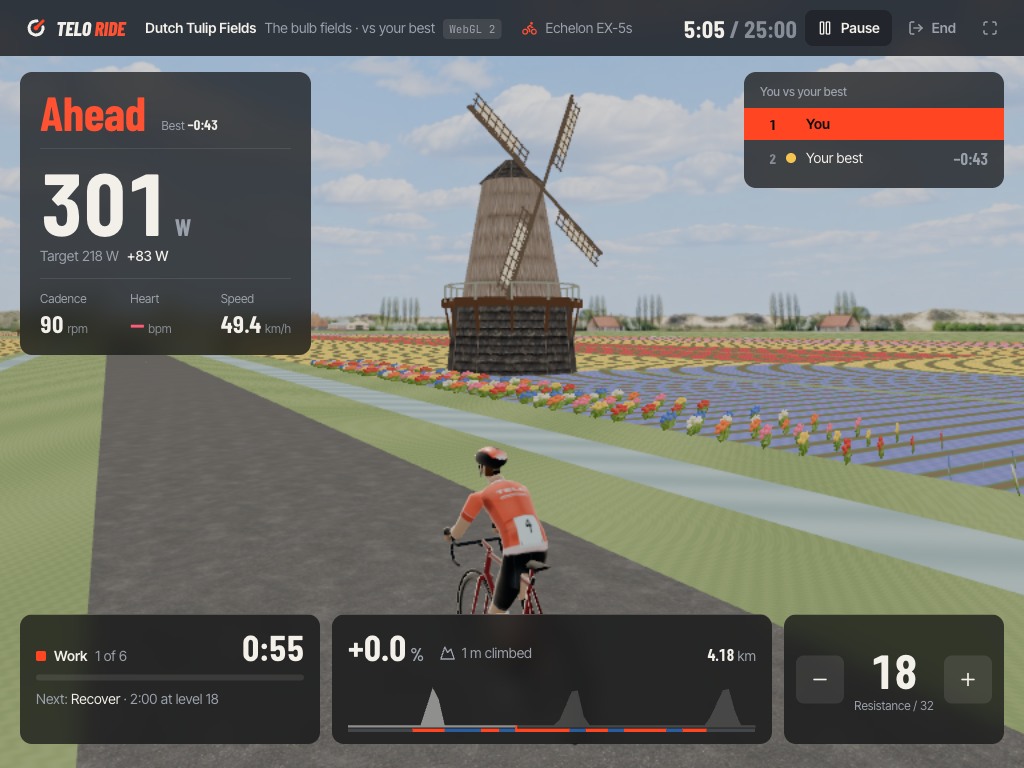 TELO RIDE Dutch Tulip Fields The bulb fields · vs your best WebGL 2 Echelon EX-5s 5:05 / 25:00 Pause End
Ahead Best −0:43
301 W
Target 218 W +83 W
Cadence Heart Speed
90 rpm – bpm 49.4 km/h
You vs your best
1 You
2 Your best −0:43
4
Work 1 of 6 0:55
Next: Recover · 2:00 at level 18
+0.0 % 1 m climbed 4.18 km
− 18 +
Resistance / 32